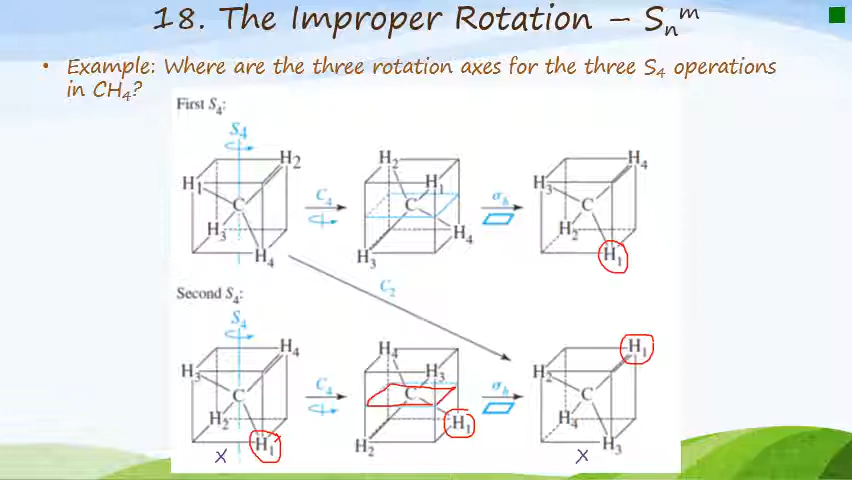 18. The Improper Rotation – Sₙᵐ
• Example: Where are the three rotation axes for the three S₄ operations
in CH₄?
First S₄:
S₄
H₂ H₂ H₄
H₁ H₁ H₃
C₄ σₕ
C C C
H₃ H₄ H₂
H₄ H₃ H₁
C₂
Second S₄:
S₄
H₄ H₄ H₁
H₃ H₃ H₂
C₄ σₕ
C C C
H₂ H₁ H₄
H₁ H₂ H₃
x x